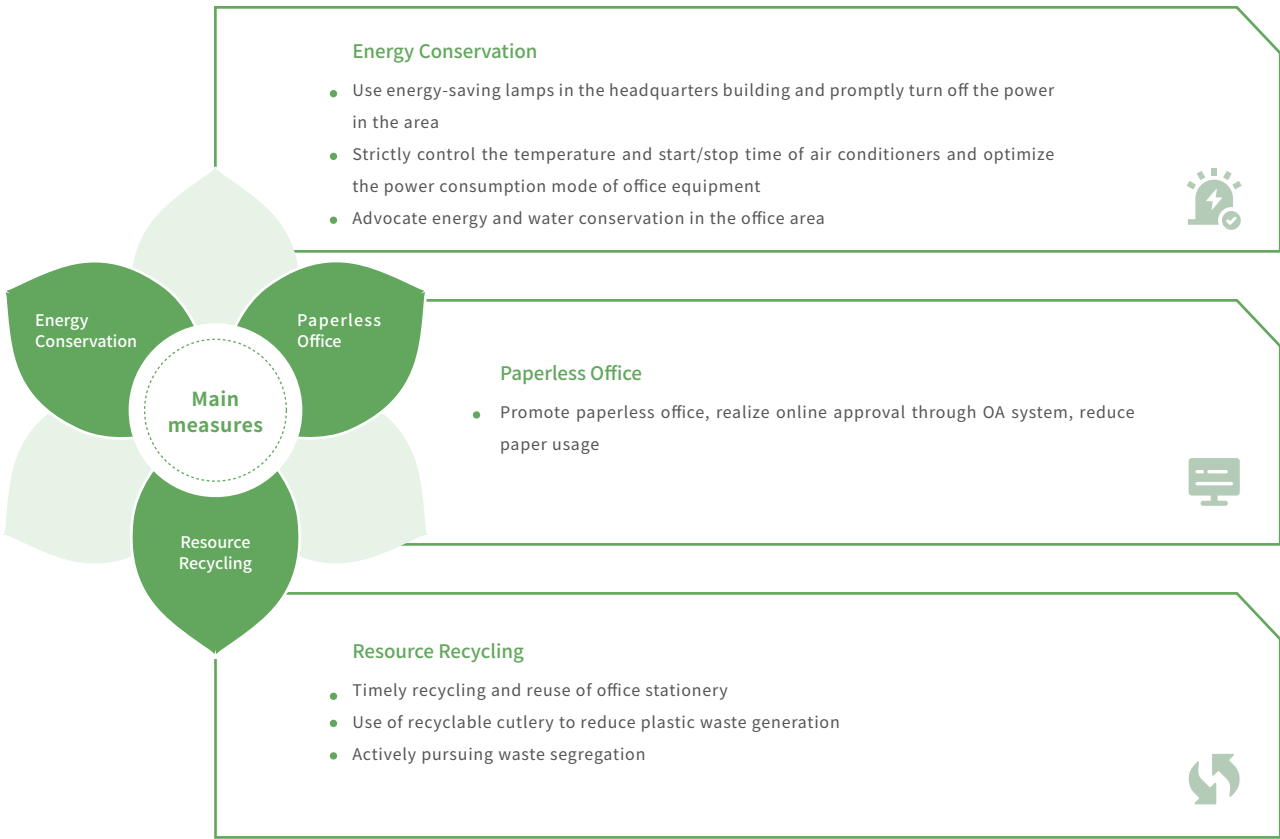 Energy Conservation
Use energy-saving lamps in the headquarters building and promptly turn off the power
in the area
Strictly control the temperature and start/stop time of air conditioners and optimize
the power consumption mode of office equipment
Advocate energy and water conservation in the office area
Energy
Conservation
Paperless
Office
Main
measures
Resource
Recycling
Paperless Office
Promote paperless office, realize online approval through OA system, reduce
paper usage
Resource Recycling
Timely recycling and reuse of office stationery
Use of recyclable cutlery to reduce plastic waste generation
Actively pursuing waste segregation